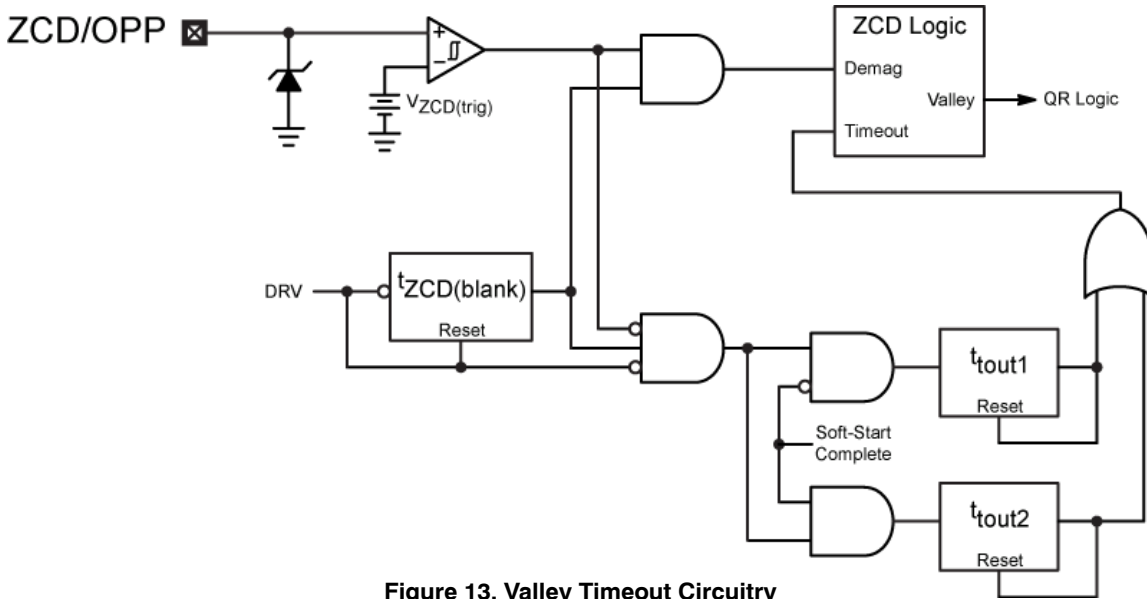 ZCD/OPP
+
−
VZCD(trig)
ZCD Logic
Demag
Valley
QR Logic
Timeout
DRV
tZCD(blank)
Reset
ttout1
Reset
Soft-Start
Complete
ttout2
Reset
Figure 13. Valley Timeout Circuitry